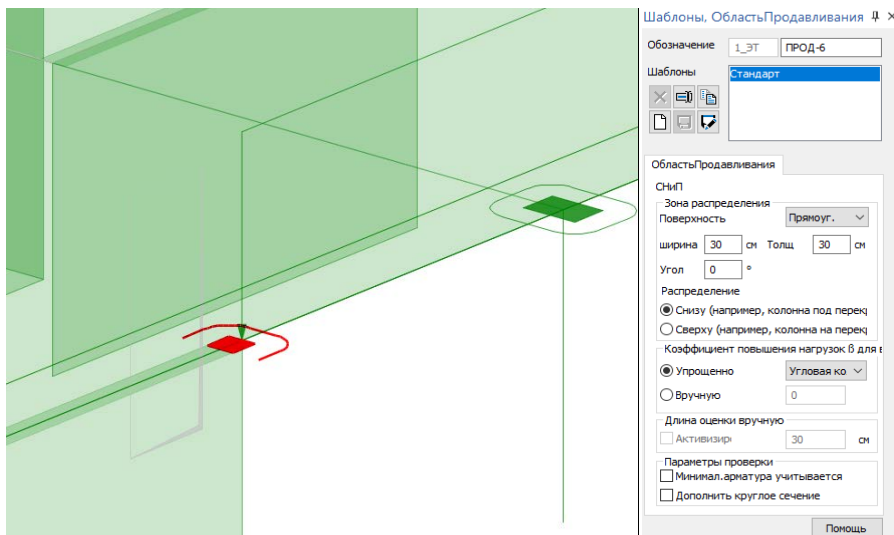 Шаблоны, ОбластьПродавливания
Обозначение 1_ЭТ ПРОД-6
Шаблоны Стандарт
ОбластьПродавливания
СНиП
Зона распределения
Поверхность Прямоуг.
ширина 30 см Толщ 30 см
Угол 0 °
Распределение
Снизу (например, колонна под перекр
Сверху (например, колонна на перекр
Коэффициент повышения нагрузок β для в
Упрощенно Угловая ко
Вручную 0
Длина оценки вручную
Активизир 30 см
Параметры проверки
Минимал.арматура учитывается
Дополнить круглое сечение
Помощь